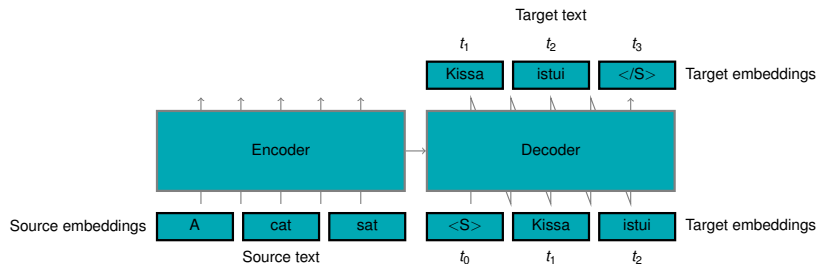 Target text
t1 t2 t3
Kissa istui </S> Target embeddings
Encoder Decoder
Source embeddings A cat sat <S> Kissa istui Target embeddings
Source text t0 t1 t2